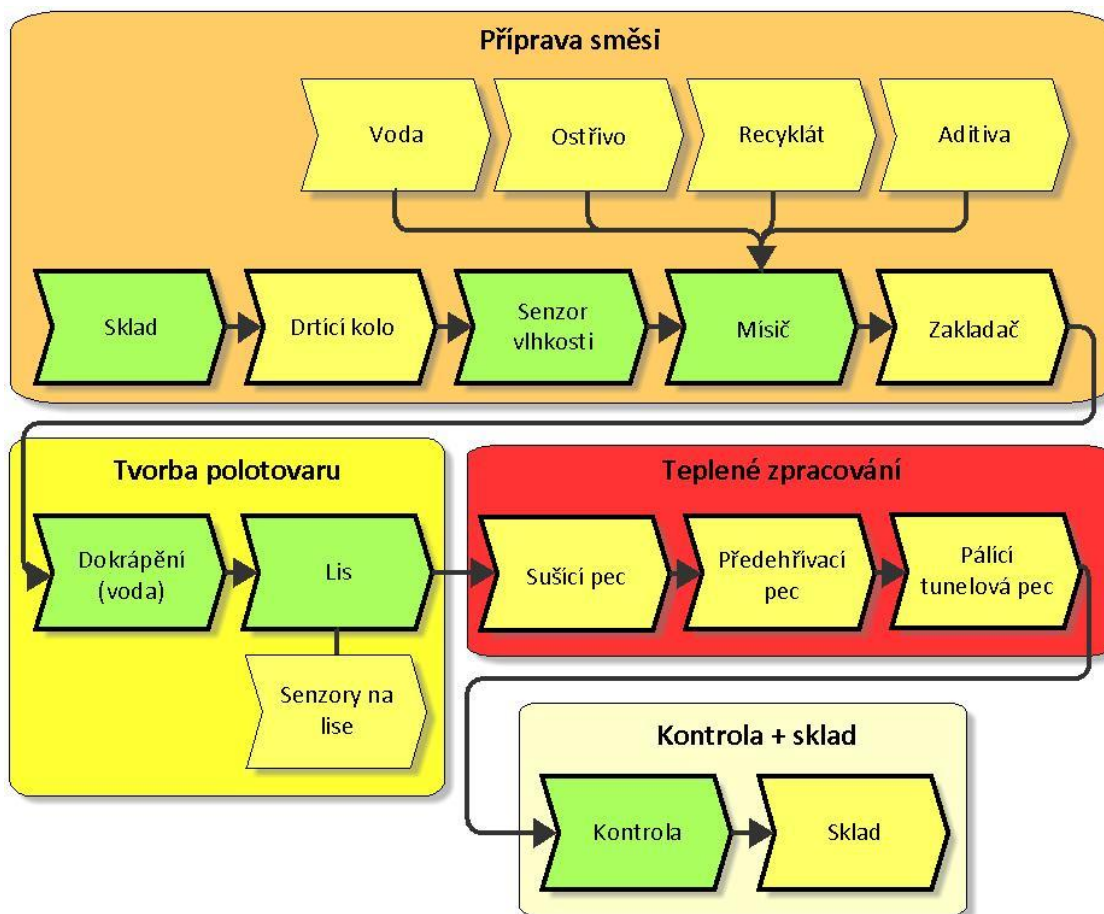 Příprava směsi
Voda
Ostřivo
Recyklát
Aditiva
Sklad
Drtící kolo
Senzor
vlhkosti
Mísič
Zakladač
Tvorba polotovaru
Dokrápění
(voda)
Lis
Senzory na
lise
Teplené zpracování
Sušící pec
Předehřívací
pec
Pálící
tunelová pec
Kontrola + sklad
Kontrola
Sklad